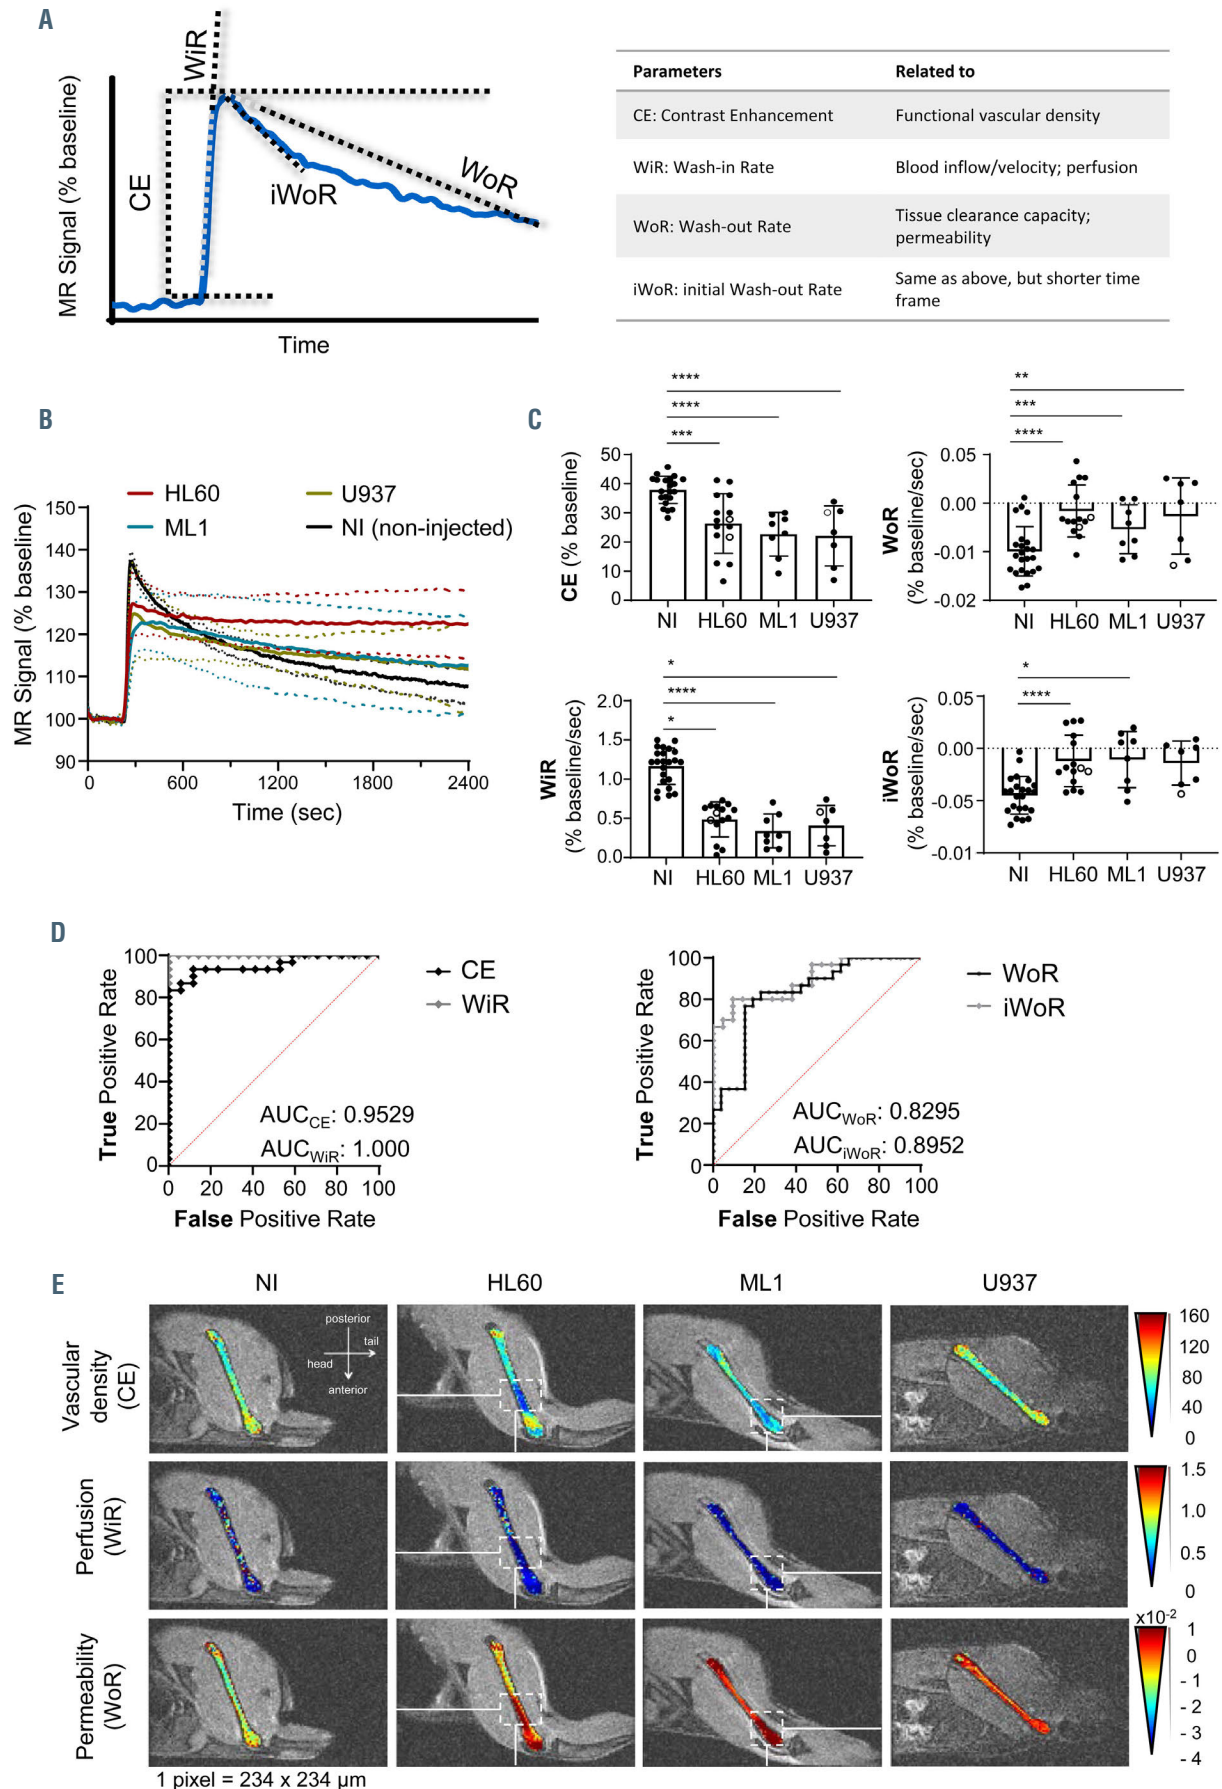 A
WiR
MR Signal (% baseline)
CE
iWoR
WoR
Time
Parameters Related to
CE: Contrast Enhancement Functional vascular density
WiR: Wash-in Rate Blood inflow/velocity; perfusion
WoR: Wash-out Rate Tissue clearance capacity;
permeability
iWoR: initial Wash-out Rate Same as above, but shorter time
frame
B
HL60 U937
ML1 NI (non-injected)
MR Signal (% baseline)
150
140
130
120
110
100
90
0 600 1200 1800 2400
Time (sec)
C
****
****
***
CE (% baseline)
50
40
30
20
10
0
NI HL60 ML1 U937
**
***
****
WoR
(% baseline/sec)
0.05
0.00
-0.01
-0.02
NI HL60 ML1 U937
*
****
*
WiR
(% baseline/sec)
2.0
1.5
1.0
0.5
0.0
NI HL60 ML1 U937
*
****
iWoR
(% baseline/sec)
0.05
0.00
-0.05
-0.01
NI HL60 ML1 U937
D
True Positive Rate
100
80
60
40
20
0
0 20 40 60 80 100
False Positive Rate
CE
WiR
AUCCE: 0.9529
AUCWiR: 1.000
True Positive Rate
100
80
60
40
20
0
0 20 40 60 80 100
False Positive Rate
WoR
iWoR
AUCWoR: 0.8295
AUCiWoR: 0.8952
E
NI HL60 ML1 U937
Vascular
density
(CE)
posterior
tail
head
anterior
160
120
80
40
0
Perfusion
(WiR)
1.5
1.0
0.5
0
Permeability
(WoR)
x10-2
1
0
- 1
- 2
- 3
- 4
1 pixel = 234 x 234 µm